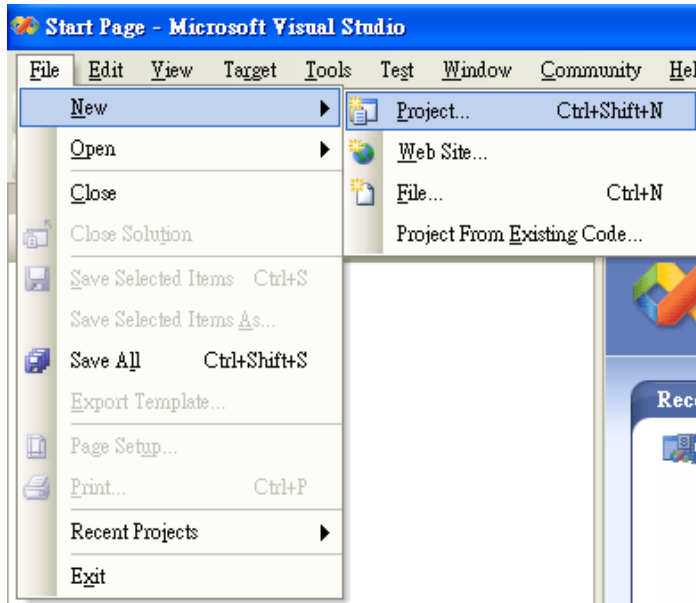 Start Page - Microsoft Visual Studio
File Edit View Target Tools Test Window Community Hel
New
Project... Ctrl+Shift+N
Open
Web Site...
Close
File... Ctrl+N
Close Solution
Project From Existing Code...
Save Selected Items Ctrl+S
Save Selected Items As...
Save All Ctrl+Shift+S
Export Template...
Rec
Page Setup...
Print... Ctrl+P
Recent Projects
Exit